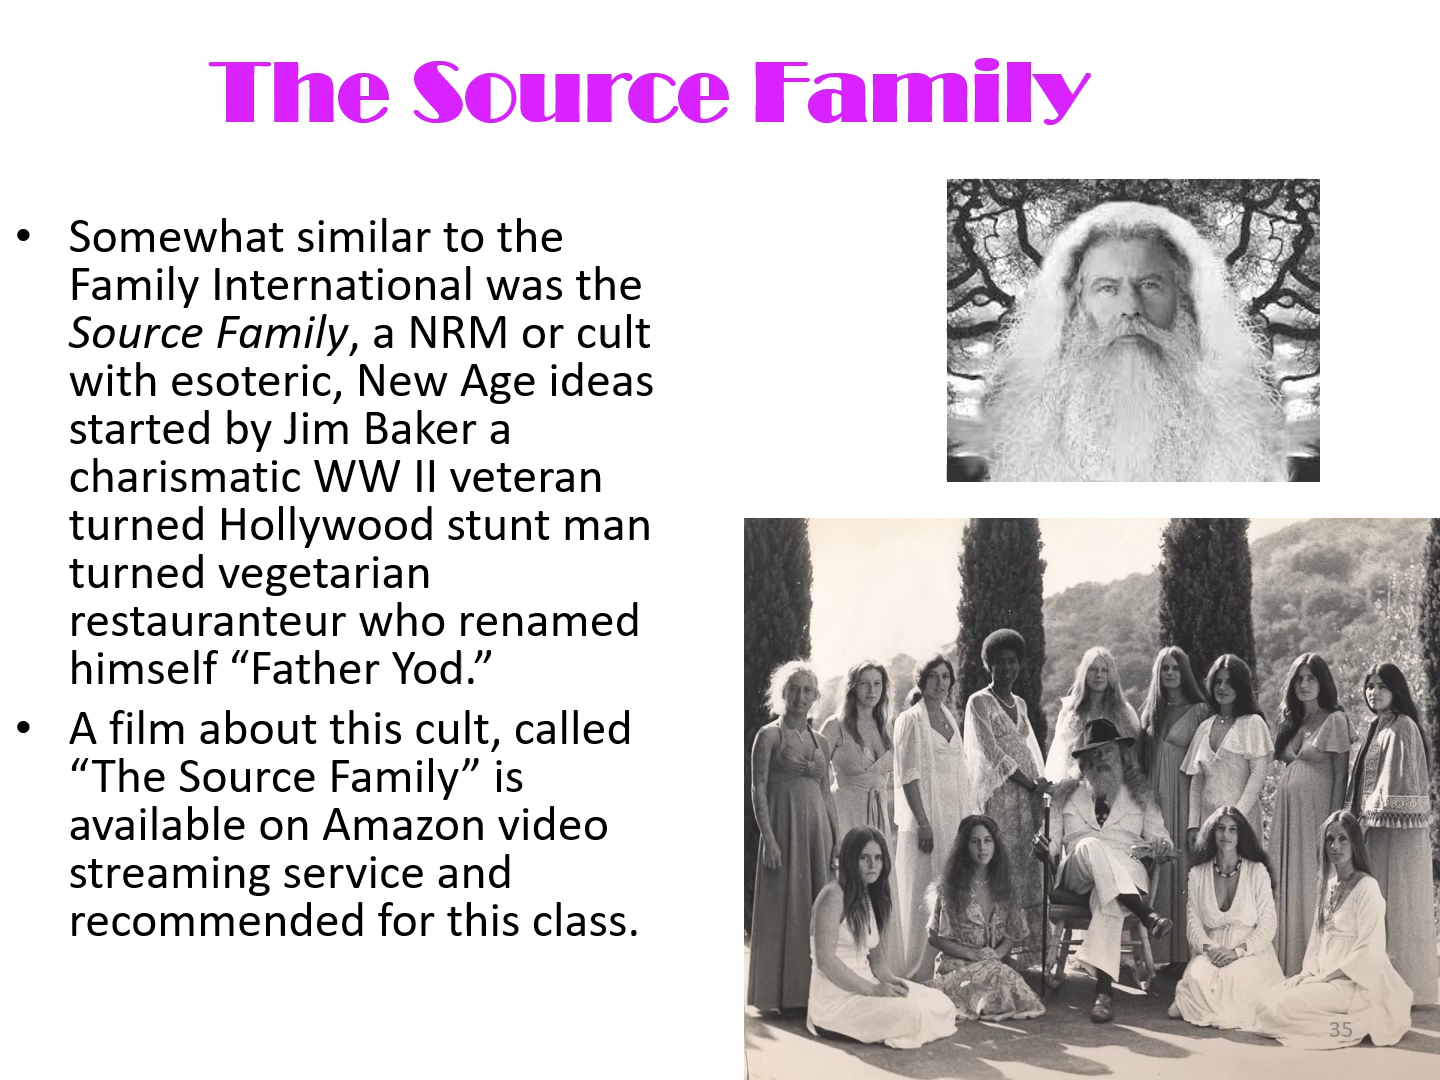 The Source Family
• Somewhat similar to the
Family International was the
Source Family, a NRM or cult
with esoteric, New Age ideas
started by Jim Baker a
charismatic WW II veteran
turned Hollywood stunt man
turned vegetarian
restauranteur who renamed
himself “Father Yod.”
• A film about this cult, called
“The Source Family” is
available on Amazon video
streaming service and
recommended for this class.
35